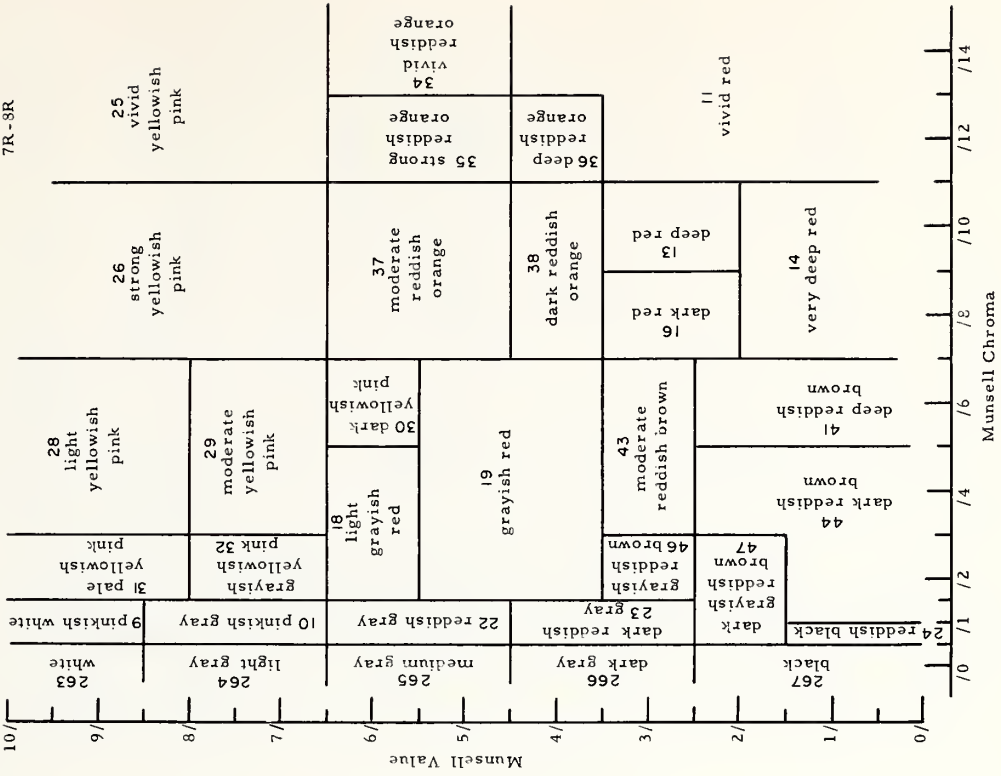 7R-8R
25
vivid
yellowish
pink
34
vivid
reddish
orange
35 strong
reddish
orange
36 deep
reddish
orange
11
vivid red
26
strong
yellowish
pink
37
moderate
reddish
orange
38
dark reddish
orange
13
deep red
16
dark red
14
very deep red
28
light
yellowish
pink
29
moderate
yellowish
pink
30 dark
yellowish
pink
18
light
grayish
red
19
grayish red
43
moderate
reddish brown
41
deep reddish
brown
44
dark reddish
brown
31 pale
yellowish
pink
grayish
yellowish
pink 32
grayish
reddish
46 brown
dark
grayish
reddish
brown
47
9 pinkish white
10 pinkish gray
22 reddish gray
dark reddish
23 gray
24 reddish black
263
white
264
light gray
265
medium gray
266
dark gray
267
black
10/
9/
8/
7/
6/
5/
4/
3/
2/
1/
0/
Munsell Value
/0
/1
/2
/4
/6
/8
/10
/12
/14
Munsell Chroma